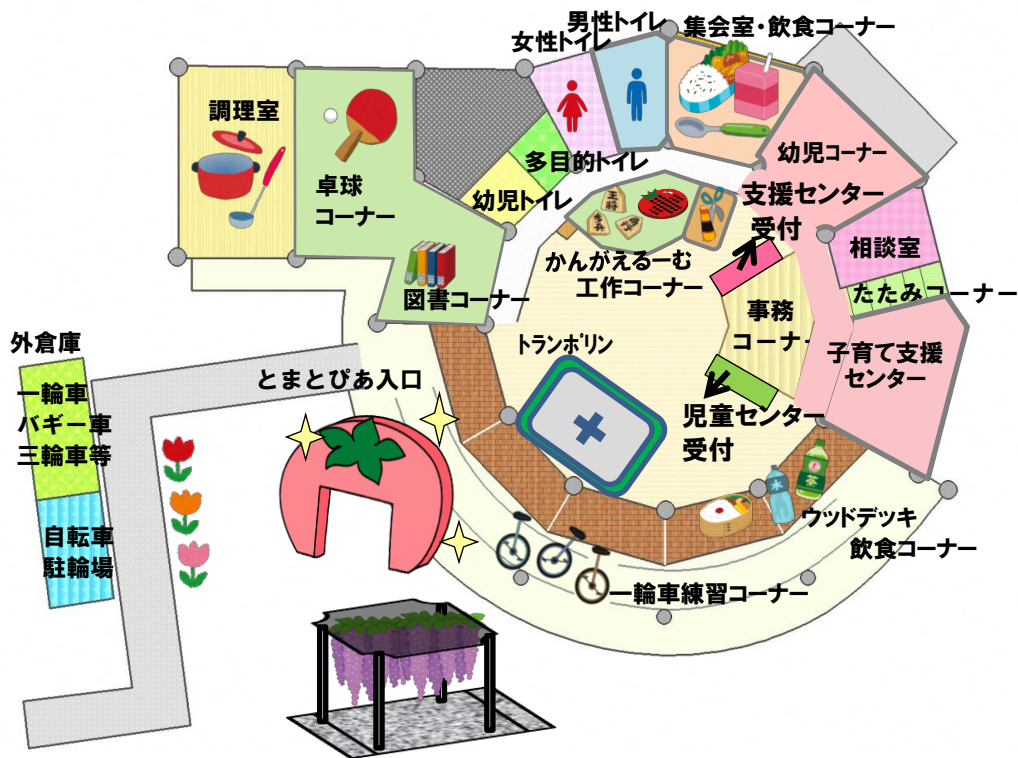 男性トイレ
女性トイレ
集会室・飲食コーナー
調理室
卓球
コーナー
多目的トイレ
幼児トイレ
幼児コーナー
支援センター
受付
図書コーナー
王将
かんがえるーむ
工作コーナー
相談室
たたみコーナー
事務
コーナー
子育て支援
センター
外倉庫
一輪車
バギー車
三輪車等
とまとぴぁ入口
トランポリン
児童センター
受付
自転車
駐輪場
茶
ウッドデッキ
飲食コーナー
一輪車練習コーナー